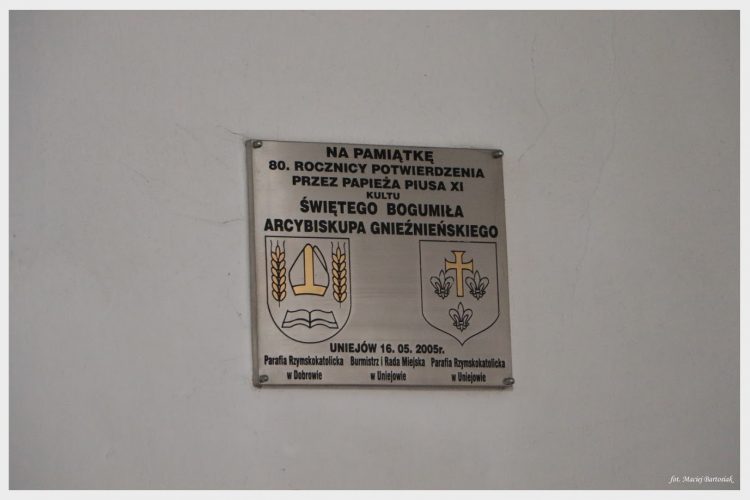 NA PAMIĄTKĘ
80. ROCZNICY POTWIERDZENIA
PRZEZ PAPIEŻA PIUSA XI
KULTU
ŚWIĘTEGO BOGUMIŁA
ARCYBISKUPA GNIEŹNIEŃSKIEGO
UNIEJÓW 16. 05. 2005r.
Parafia Rzymskokatolicka Burmistrz i Rada Miejska Parafia Rzymskokatolicka
w Dobrowie w Uniejowie w Uniejowie
fot. Maciej Bartosiak